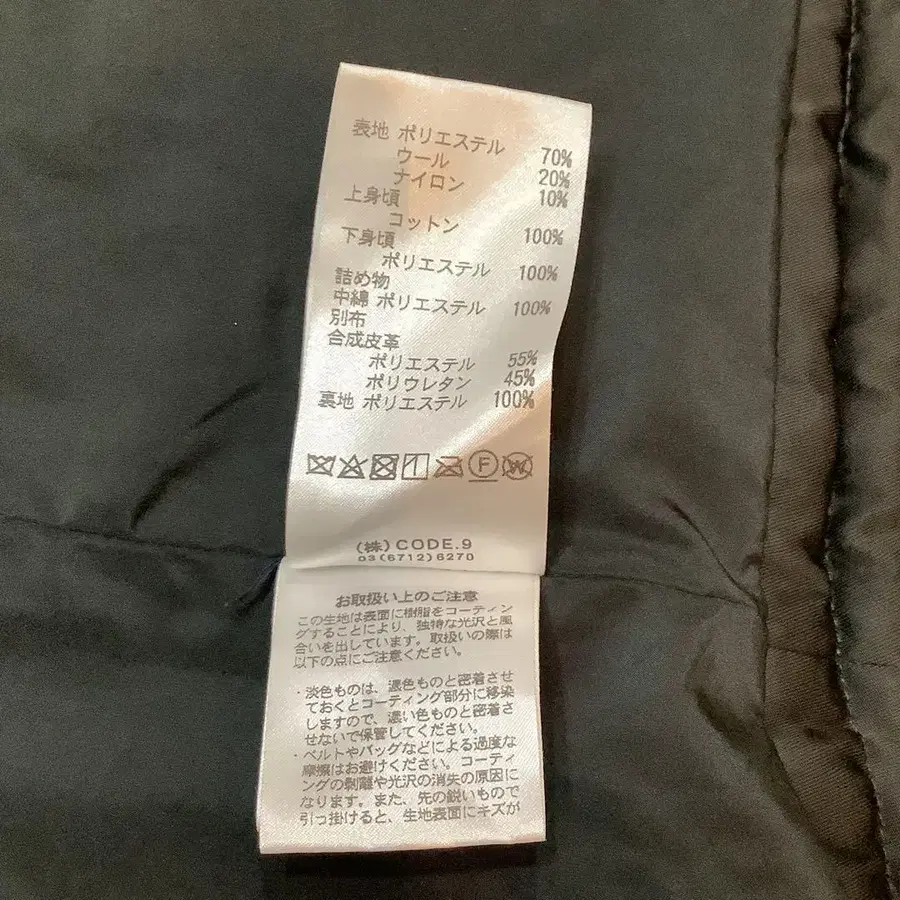 表地 ポリエステル 70%
ウール 20%
ナイロン 10%
上身頃
コットン 100%
下身頃
ポリエステル 100%
詰め物
中綿 ポリエステル 100%
別布
合成皮革
ポリエステル 55%
ポリウレタン 45%
裏地 ポリエステル 100%
F W
(株)CODE.9
03(6712)6270
お取扱い上のご注意
この生地は表面に樹脂をコーティン
グすることにより、独特な光沢と風
合いを出しています。取扱いの際は
以下の点にご注意ください。
・淡色ものは、濃色ものと密着させ
ておくとコーティング部分に移染
しますので、濃い色ものと密着さ
せないで保管してください。
・ベルトやバッグなどによる過度な
摩擦はお避けください。コーティ
ングの剥離や光沢の消失の原因に
なります。また、先の鋭いもので
引っ掛けると、生地表面にキズが